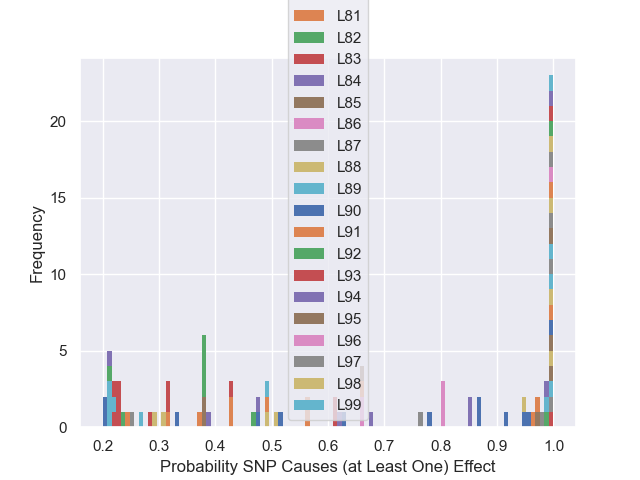 L81
L82
L83
L84
L85
L86
L87
L88
L89
L90
L91
L92
L93
L94
L95
L96
L97
L98
L99
20
15
10
5
0
Frequency
0.2 0.3 0.4 0.5 0.6 0.7 0.8 0.9 1.0
Probability SNP Causes (at Least One) Effect